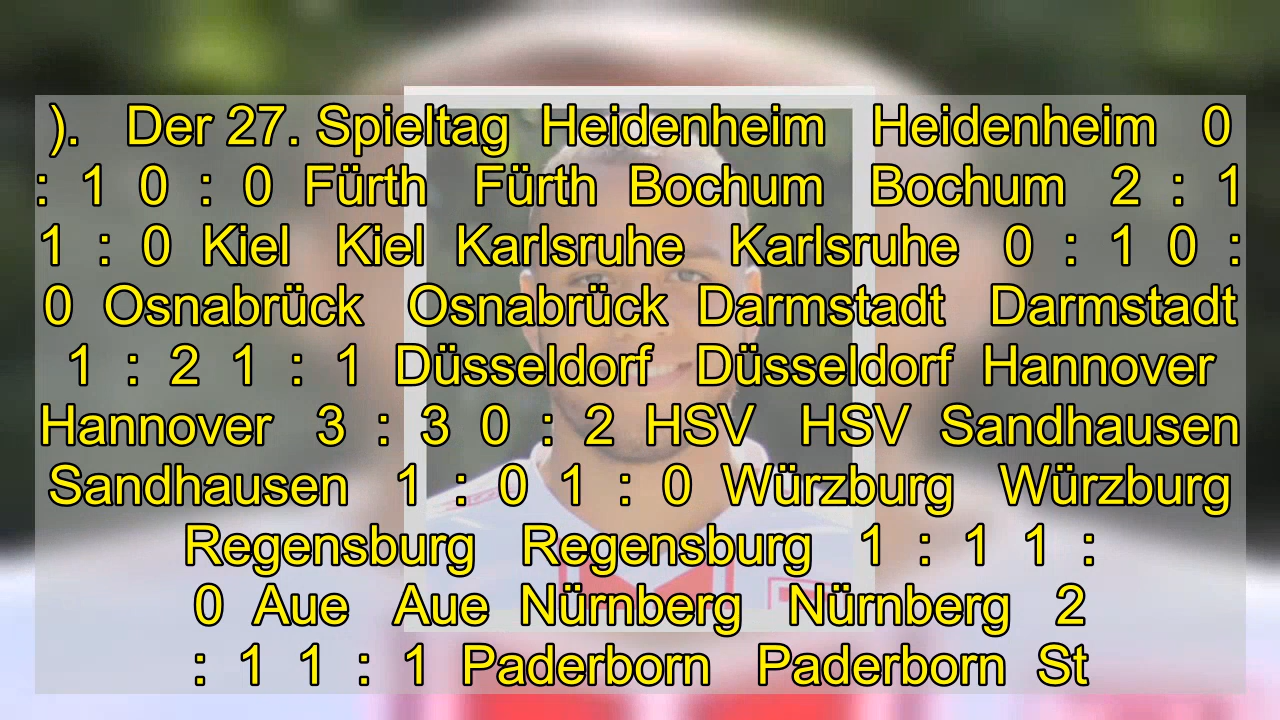 ). Der 27. Spieltag Heidenheim Heidenheim 0
: 1 0 : 0 Fürth Fürth Bochum Bochum 2 : 1
1 : 0 Kiel Kiel Karlsruhe Karlsruhe 0 : 1 0 :
0 Osnabrück Osnabrück Darmstadt Darmstadt
1 : 2 1 : 1 Düsseldorf Düsseldorf Hannover
Hannover 3 : 3 0 : 2 HSV HSV Sandhausen
Sandhausen 1 : 0 1 : 0 Würzburg Würzburg
Regensburg Regensburg 1 : 1 1 :
0 Aue Aue Nürnberg Nürnberg 2
: 1 1 : 1 Paderborn Paderborn St